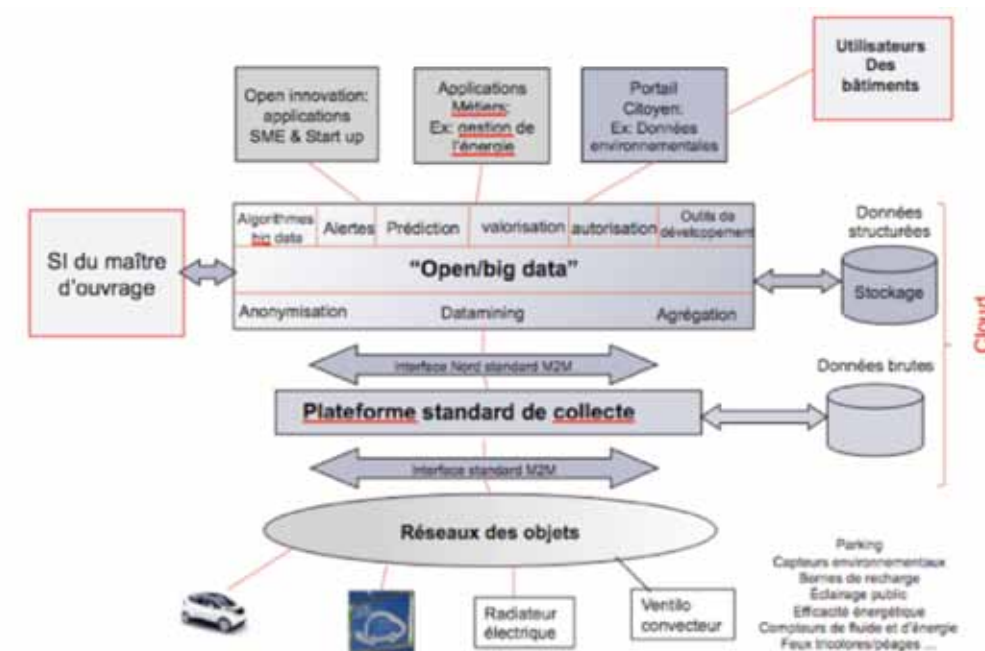 Utilisateurs
Des
bâtiments
Open innovation:
applications
SME & Start up
Applications
Métiers:
Ex: gestion de
l'énergie
Portail
Citoyen:
Ex: Données
environnementales
SI du maître
d'ouvrage
Algorithmes
big data
Alertes
Prédiction
valorisation
autorisation
Outils de
développement
"Open/big data"
Anonymisation
Datamining
Agrégation
Données
structurées
Stockage
Cloud
Interface Nord standard M2M
Données brutes
Plateforme standard de collecte
Interface standard M2M
Réseaux des objets
Radiateur
électrique
Ventilo
convecteur
Parking
Capteurs environnementaux
Bornes de recharge
Éclairage public
Efficacité énergétique
Compteurs de fluide et d'énergie
Feux tricolores/péages ...